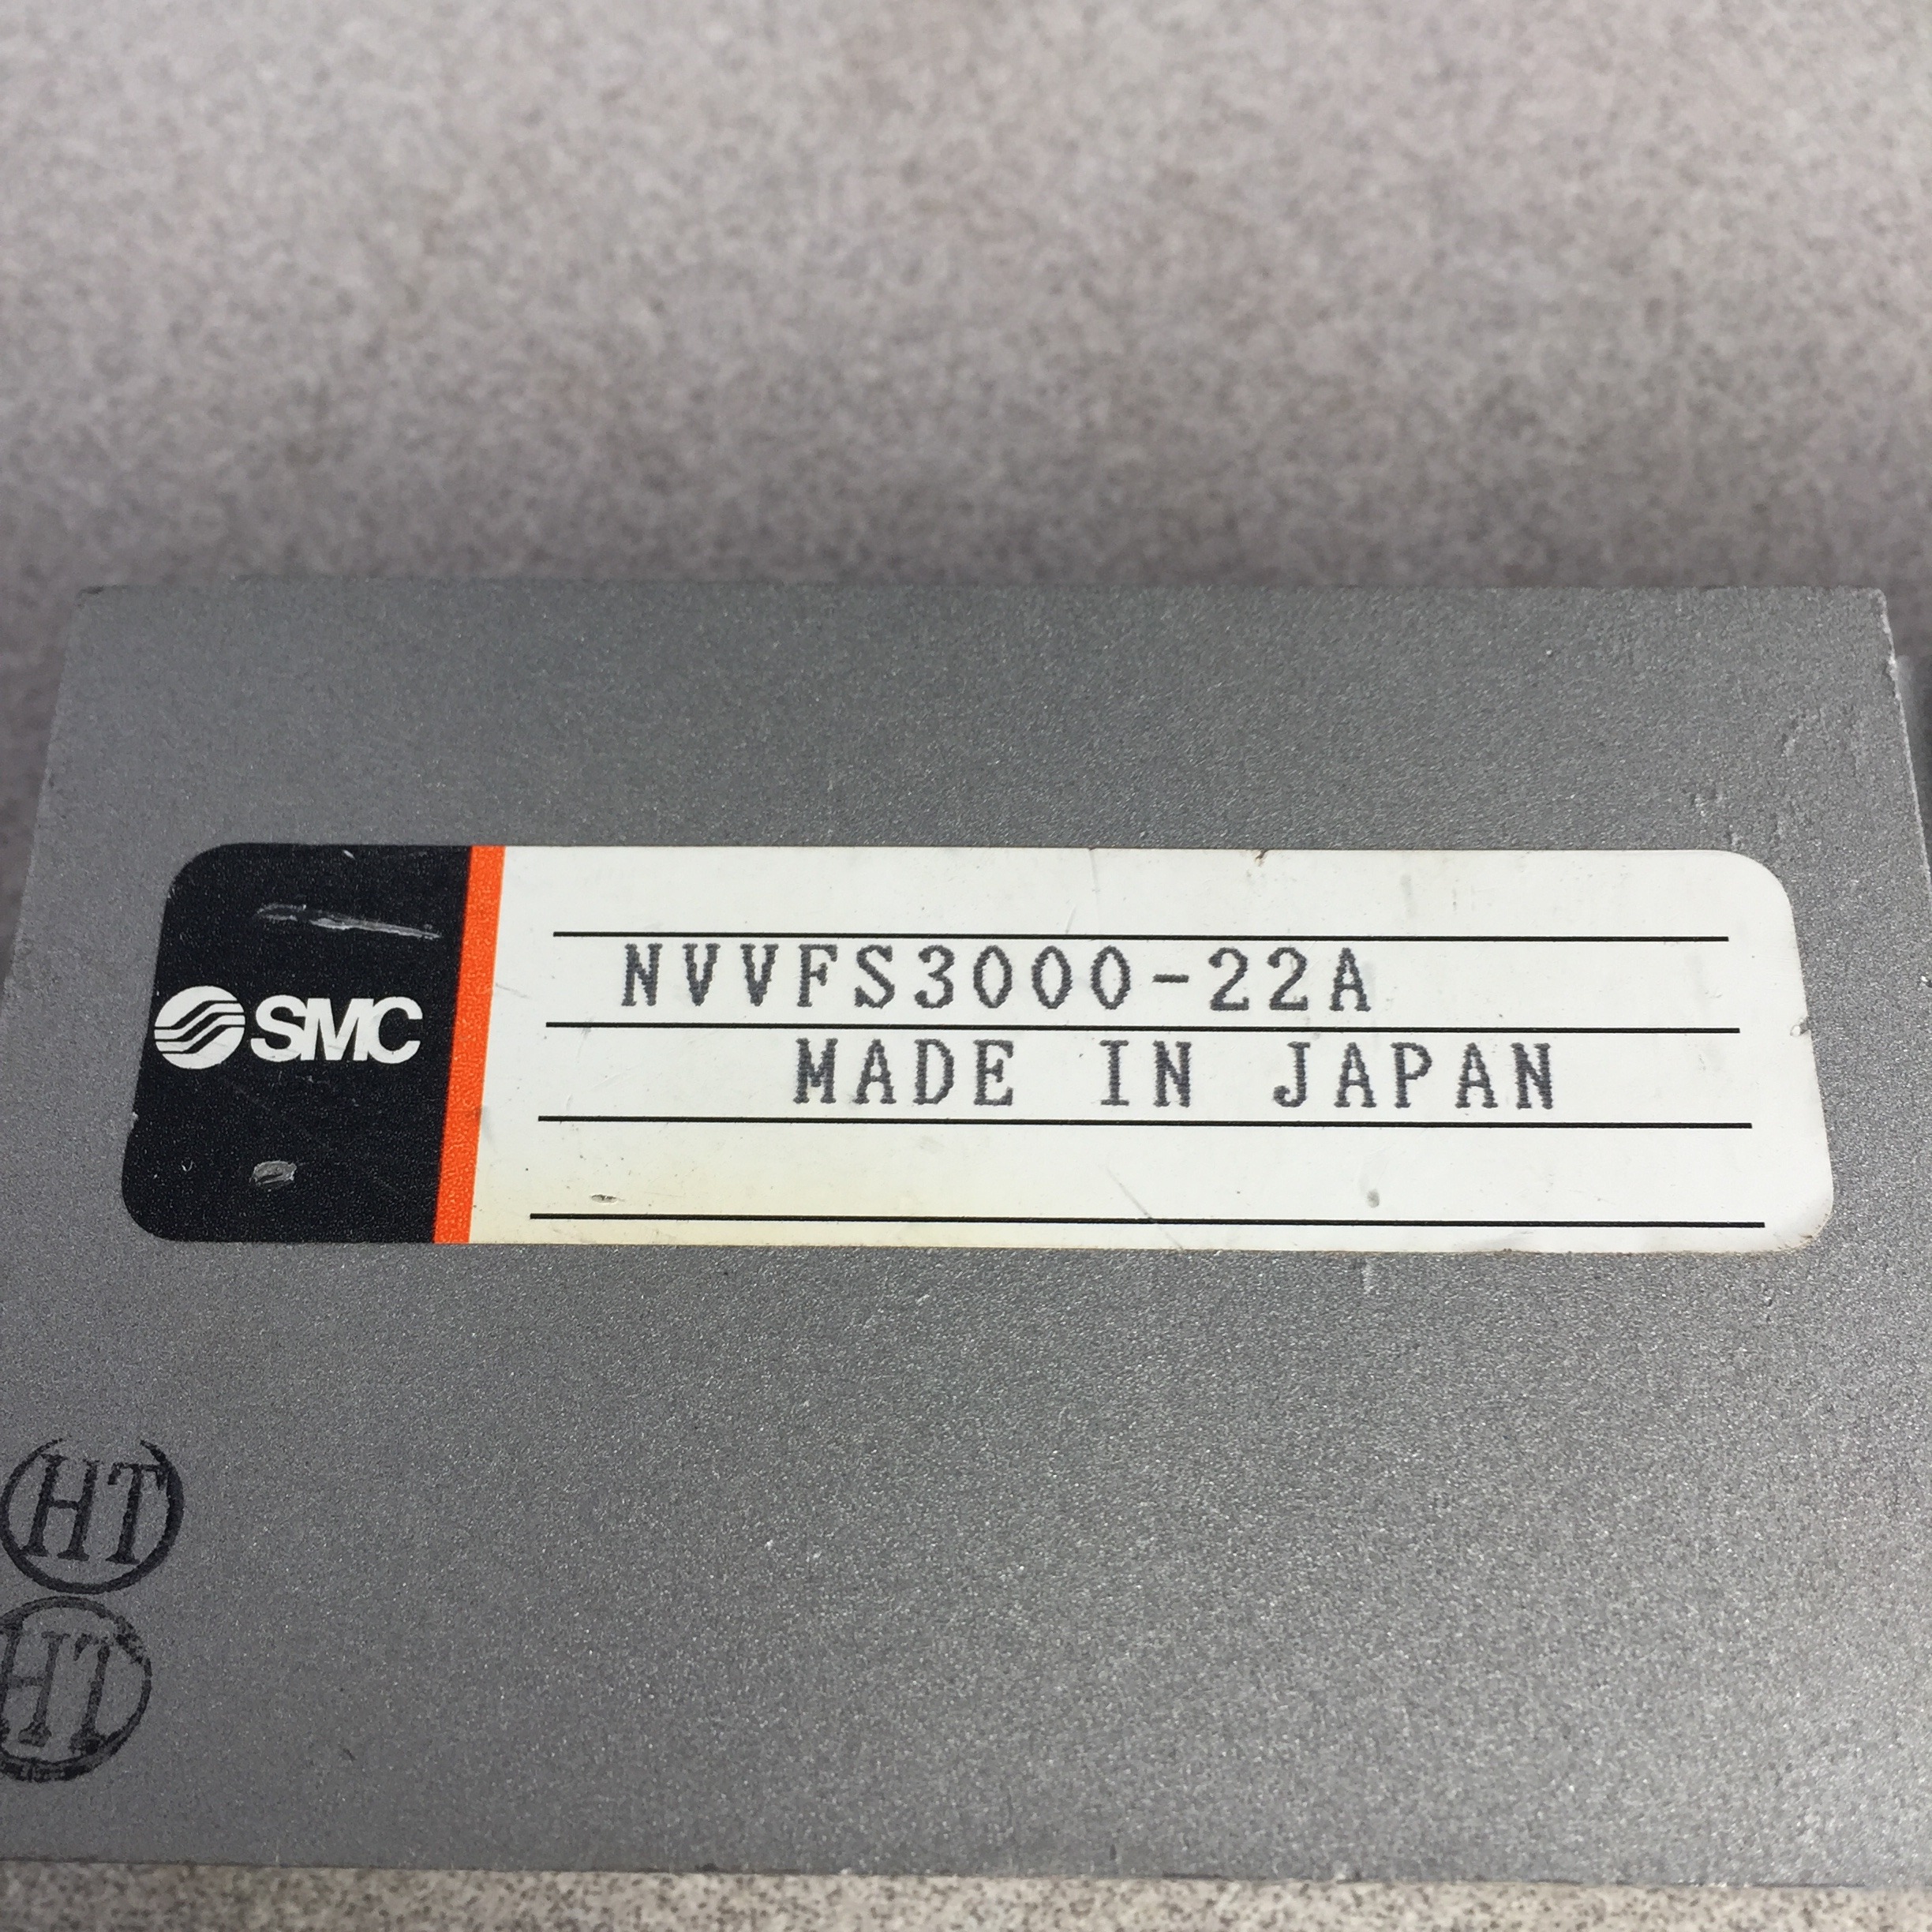 SMC
NVVFS3000-22A
MADE IN JAPAN
HT
HT